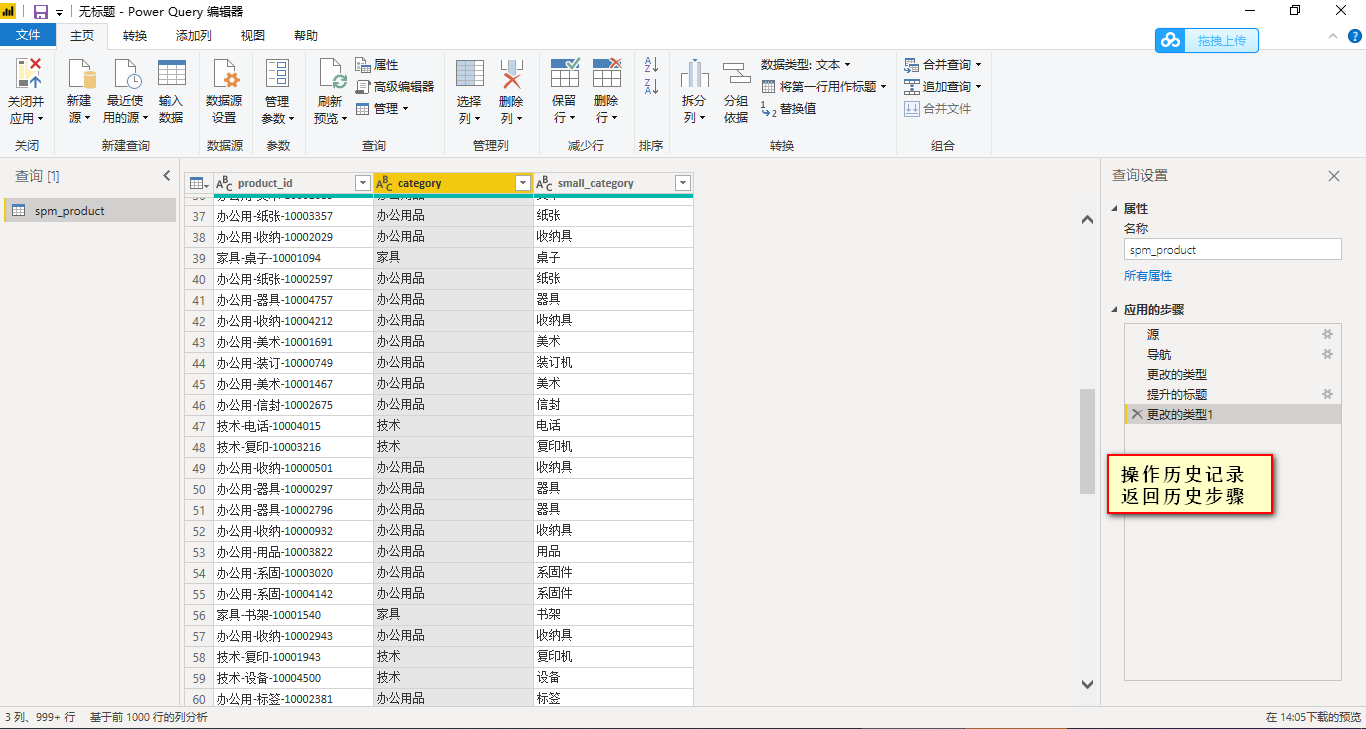 无标题 - Power Query 编辑器
文件 主页 转换 添加列 视图 帮助
拖拽上传
关闭并应用
新建源
最近使用的源
输入数据
数据源设置
管理参数
刷新预览
属性
高级编辑器
管理
选择列
删除列
保留行
删除行
拆分列
分组依据
数据类型: 文本
将第一行用作标题
替换值
合并查询
追加查询
合并文件
关闭 新建查询 数据源 参数 查询 管理列 减少行 排序 转换 组合
查询 [1]
spm_product
product_id category small_category
37 办公用-纸张-10003357 办公用品 纸张
38 办公用-收纳-10002029 办公用品 收纳具
39 家具-桌子-10001094 家具 桌子
40 办公用-纸张-10002597 办公用品 纸张
41 办公用-器具-10004757 办公用品 器具
42 办公用-收纳-10004212 办公用品 收纳具
43 办公用-美术-10001691 办公用品 美术
44 办公用-装订-10000749 办公用品 装订机
45 办公用-美术-10001467 办公用品 美术
46 办公用-信封-10002675 办公用品 信封
47 技术-电话-10004015 技术 电话
48 技术-复印-10003216 技术 复印机
49 办公用-收纳-10000501 办公用品 收纳具
50 办公用-器具-10000297 办公用品 器具
51 办公用-器具-10002796 办公用品 器具
52 办公用-收纳-10000932 办公用品 收纳具
53 办公用-用品-10003822 办公用品 用品
54 办公用-系固-10003020 办公用品 系固件
55 办公用-系固-10004142 办公用品 系固件
56 家具-书架-10001540 家具 书架
57 办公用-收纳-10002943 办公用品 收纳具
58 技术-复印-10001943 技术 复印机
59 技术-设备-10004500 技术 设备
60 办公用-标签-10002381 办公用品 标签
查询设置
属性
名称
spm_product
所有属性
应用的步骤
源
导航
更改的类型
提升的标题
更改的类型1
操作历史记录
返回历史步骤
3 列、999+ 行 基于前 1000 行的列分析
在 14:05下载的预览